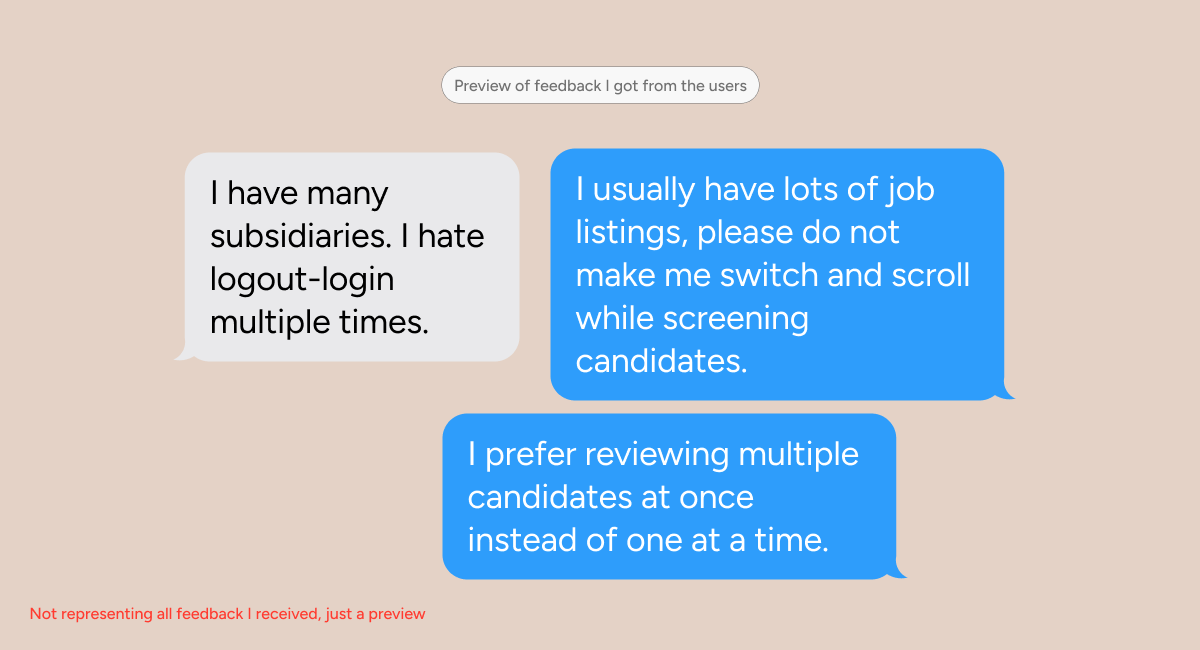 Preview of feedback I got from the users
I have many
subsidiaries. I hate
logout-login
multiple times.
I usually have lots of job
listings, please do not
make me switch and scroll
while screening
candidates.
I prefer reviewing multiple
candidates at once
instead of one at a time.
Not representing all feedback I received, just a preview